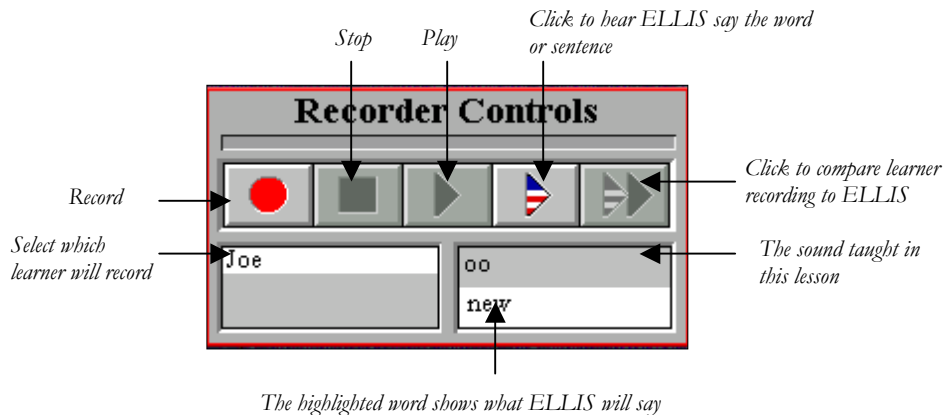 Click to hear ELLIS say the word
or sentence
Stop
Play
Recorder Controls
Record
Click to compare learner
recording to ELLIS
Select which
learner will record
Joe
oo
The sound taught in
this lesson
new
The highlighted word shows what ELLIS will say